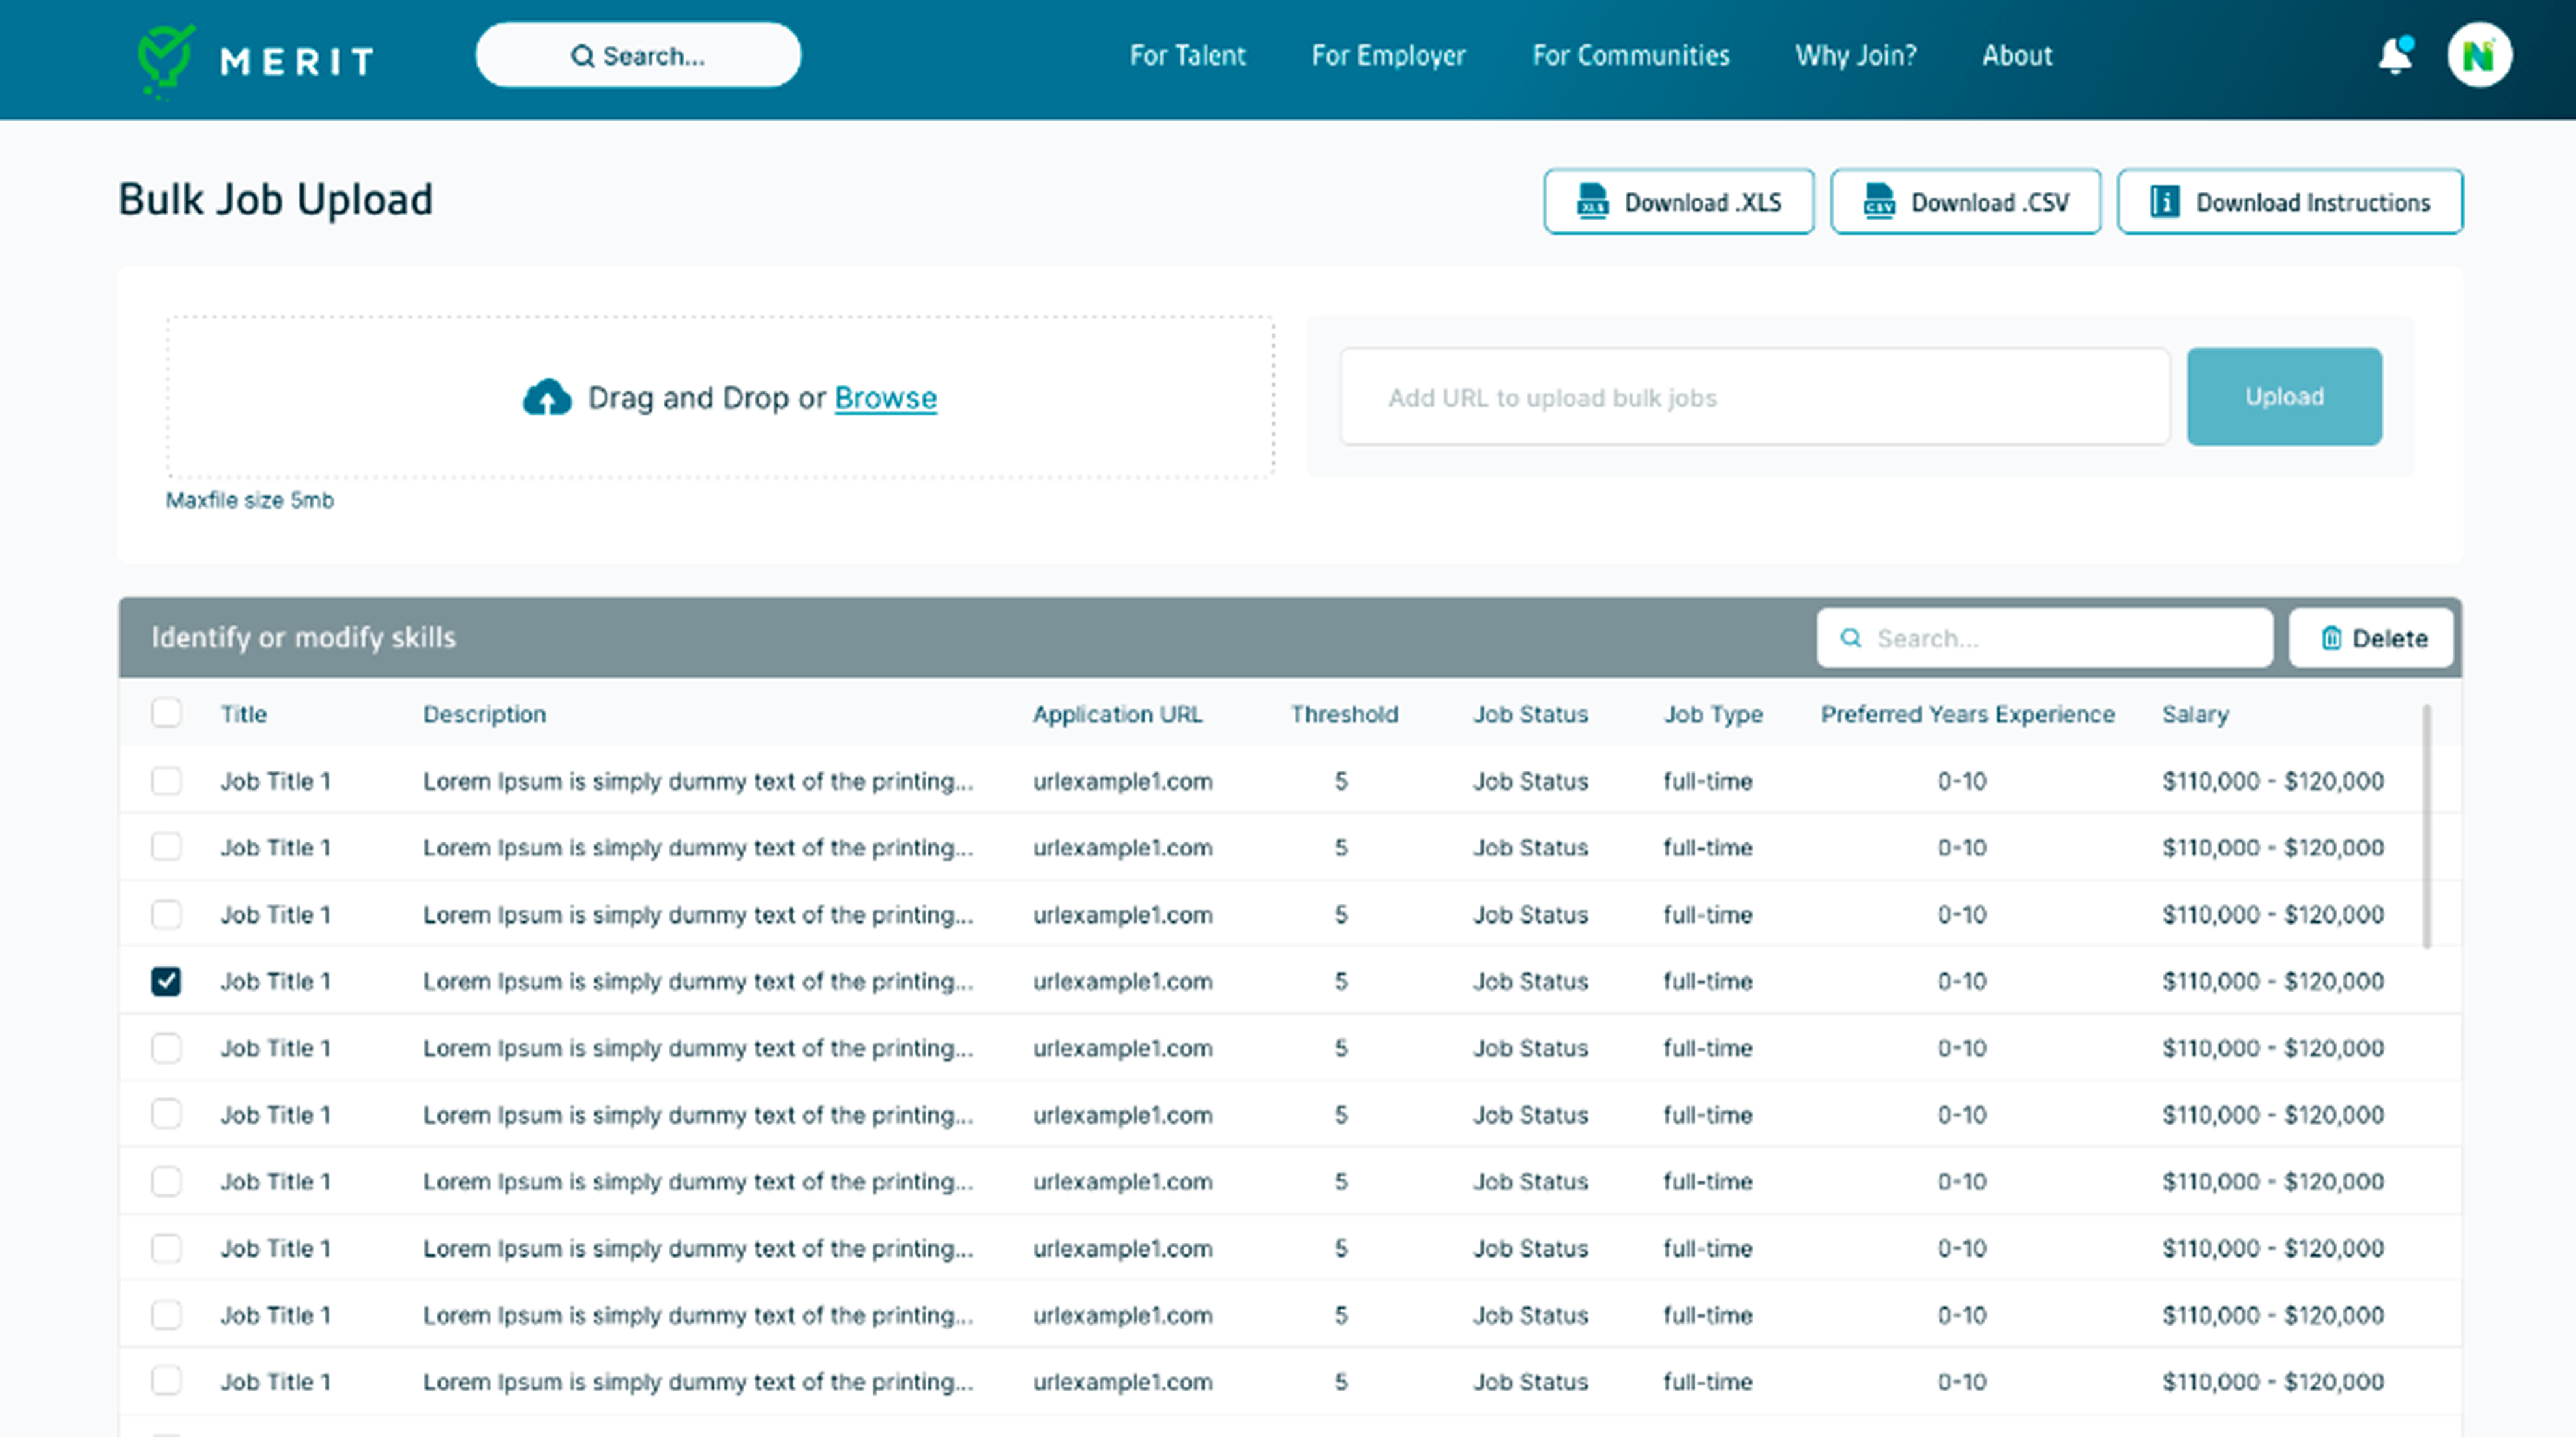 MERIT Search... For Talent For Employer For Communities Why Join? About
Bulk Job Upload Download .XLS Download .CSV Download Instructions
Drag and Drop or Browse Add URL to upload bulk jobs Upload
Maxfile size 5mb
Identify or modify skills Search... Delete
Title Description Application URL Threshold Job Status Job Type Preferred Years Experience Salary
Job Title 1 Lorem Ipsum is simply dummy text of the printing... urlexample1.com 5 Job Status full-time 0-10 $110,000 - $120,000
Job Title 1 Lorem Ipsum is simply dummy text of the printing... urlexample1.com 5 Job Status full-time 0-10 $110,000 - $120,000
Job Title 1 Lorem Ipsum is simply dummy text of the printing... urlexample1.com 5 Job Status full-time 0-10 $110,000 - $120,000
Job Title 1 Lorem Ipsum is simply dummy text of the printing... urlexample1.com 5 Job Status full-time 0-10 $110,000 - $120,000
Job Title 1 Lorem Ipsum is simply dummy text of the printing... urlexample1.com 5 Job Status full-time 0-10 $110,000 - $120,000
Job Title 1 Lorem Ipsum is simply dummy text of the printing... urlexample1.com 5 Job Status full-time 0-10 $110,000 - $120,000
Job Title 1 Lorem Ipsum is simply dummy text of the printing... urlexample1.com 5 Job Status full-time 0-10 $110,000 - $120,000
Job Title 1 Lorem Ipsum is simply dummy text of the printing... urlexample1.com 5 Job Status full-time 0-10 $110,000 - $120,000
Job Title 1 Lorem Ipsum is simply dummy text of the printing... urlexample1.com 5 Job Status full-time 0-10 $110,000 - $120,000
Job Title 1 Lorem Ipsum is simply dummy text of the printing... urlexample1.com 5 Job Status full-time 0-10 $110,000 - $120,000